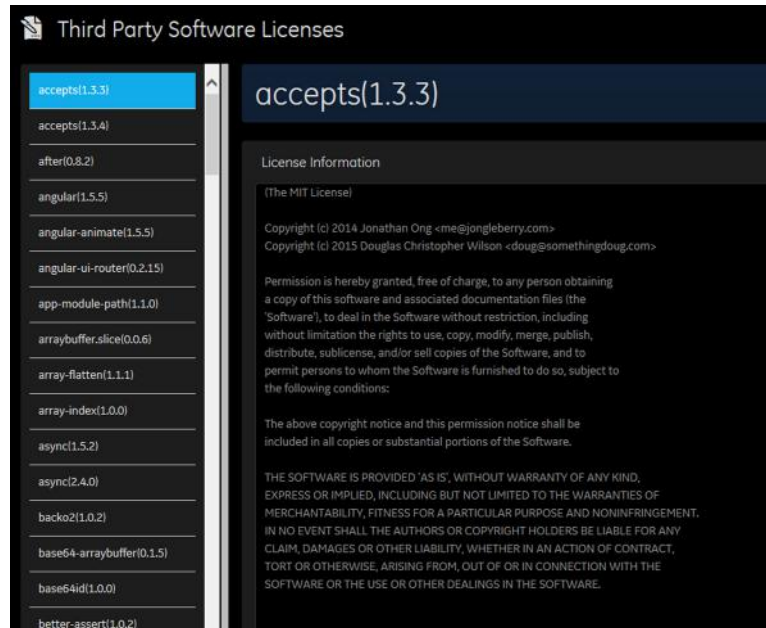 Third Party Software Licenses
accepts(1.3.3)
accepts(1.3.4)
after(0.8.2)
angular(1.5.5)
angular-animate(1.5.5)
angular-ui-router(0.2.15)
app-module-path(1.1.0)
arraybuffer.slice(0.0.6)
array-flatten(1.1.1)
array-index(1.0.0)
async(1.5.2)
async(2.4.0)
backo2(1.0.2)
base64-arraybuffer(0.1.5)
base64id(1.0.0)
better-assert(1.0.2)
accepts(1.3.3)
License Information
(The MIT License)
Copyright (c) 2014 Jonathan Ong <me@jongleberry.com>
Copyright (c) 2015 Douglas Christopher Wilson <doug@somethingdoug.com>
Permission is hereby granted, free of charge, to any person obtaining
a copy of this software and associated documentation files (the
'Software'), to deal in the Software without restriction, including
without limitation the rights to use, copy, modify, merge, publish,
distribute, sublicense, and/or sell copies of the Software, and to
permit persons to whom the Software is furnished to do so, subject to
the following conditions:
The above copyright notice and this permission notice shall be
included in all copies or substantial portions of the Software.
THE SOFTWARE IS PROVIDED 'AS IS', WITHOUT WARRANTY OF ANY KIND,
EXPRESS OR IMPLIED, INCLUDING BUT NOT LIMITED TO THE WARRANTIES OF
MERCHANTABILITY, FITNESS FOR A PARTICULAR PURPOSE AND NONINFRINGEMENT.
IN NO EVENT SHALL THE AUTHORS OR COPYRIGHT HOLDERS BE LIABLE FOR ANY
CLAIM, DAMAGES OR OTHER LIABILITY, WHETHER IN AN ACTION OF CONTRACT,
TORT OR OTHERWISE, ARISING FROM, OUT OF OR IN CONNECTION WITH THE
SOFTWARE OR THE USE OR OTHER DEALINGS IN THE SOFTWARE.